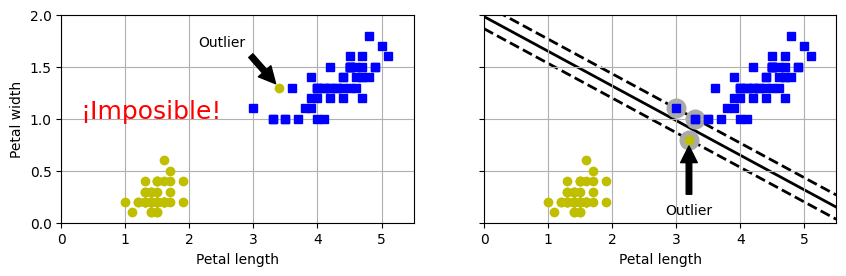 2.0
1.5
1.0
0.5
0.0
Petal width
Outlier
¡Imposible!
0 1 2 3 4 5
Petal length
Outlier
0 1 2 3 4 5
Petal length